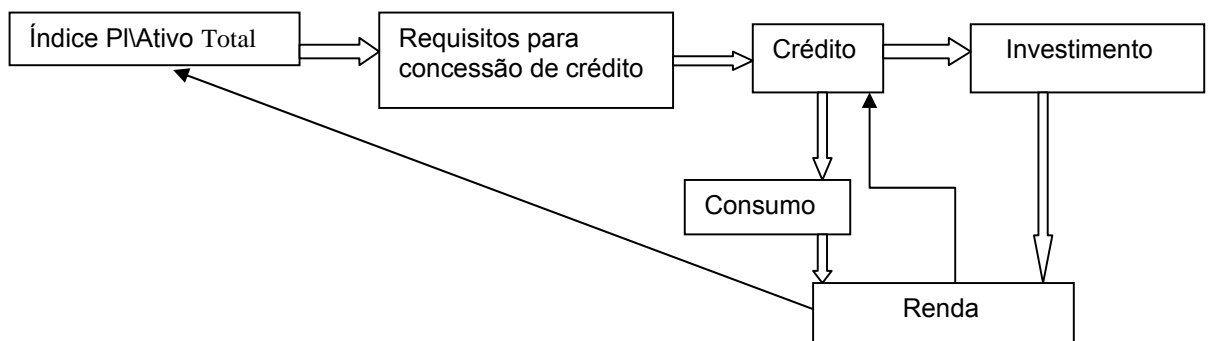 Índice Pl\Ativo Total
Requisitos para
concessão de crédito
Crédito
Investimento
Consumo
Renda